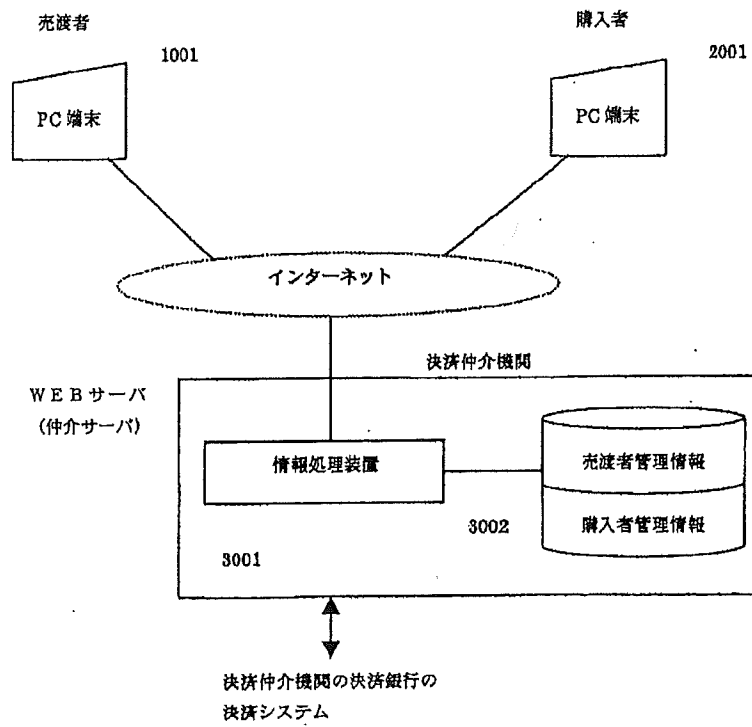 売渡者
購入者
1001
2001
PC 端末
PC 端末
インターネット
決済仲介機関
WEBサーバ
(仲介サーバ)
情報処理装置
売渡者管理情報
購入者管理情報
3002
3001
決済仲介機関の決済銀行の
決済システム